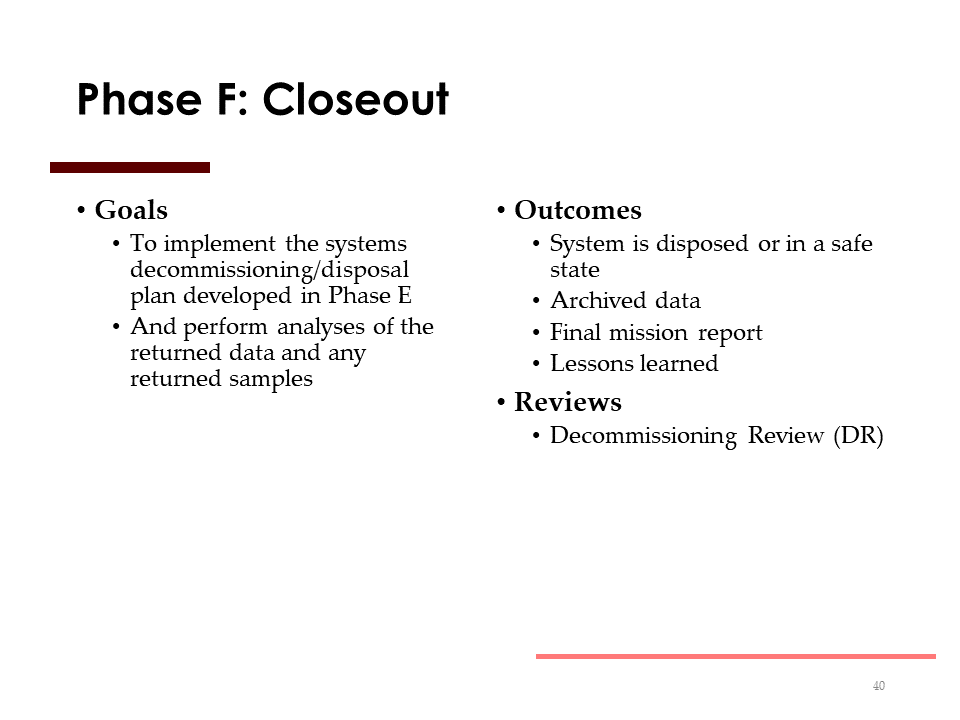 Phase F: Closeout
• Goals
• To implement the systems
decommissioning/disposal
plan developed in Phase E
• And perform analyses of the
returned data and any
returned samples
• Outcomes
• System is disposed or in a safe
state
• Archived data
• Final mission report
• Lessons learned
• Reviews
• Decommissioning Review (DR)
40